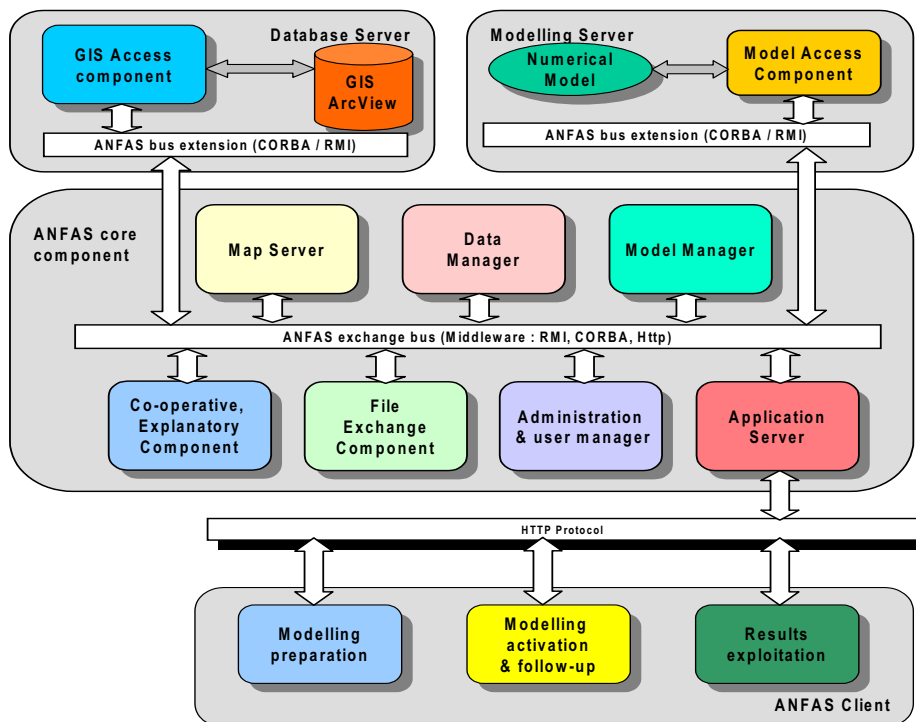 Database Server
GIS Access
component
GIS
ArcView
ANFAS bus extension (CORBA / RMI)
Modelling Server
Numerical
Model
Model Access
Component
ANFAS bus extension (CORBA / RMI)
ANFAS core
component
Map Server
Data
Manager
Model Manager
ANFAS exchange bus (Middleware : RMI, CORBA, Http)
Co-operative,
Explanatory
Component
File
Exchange
Component
Administration
& user manager
Application
Server
HTTP Protocol
Modelling
preparation
Modelling
activation
& follow-up
Results
exploitation
ANFAS Client